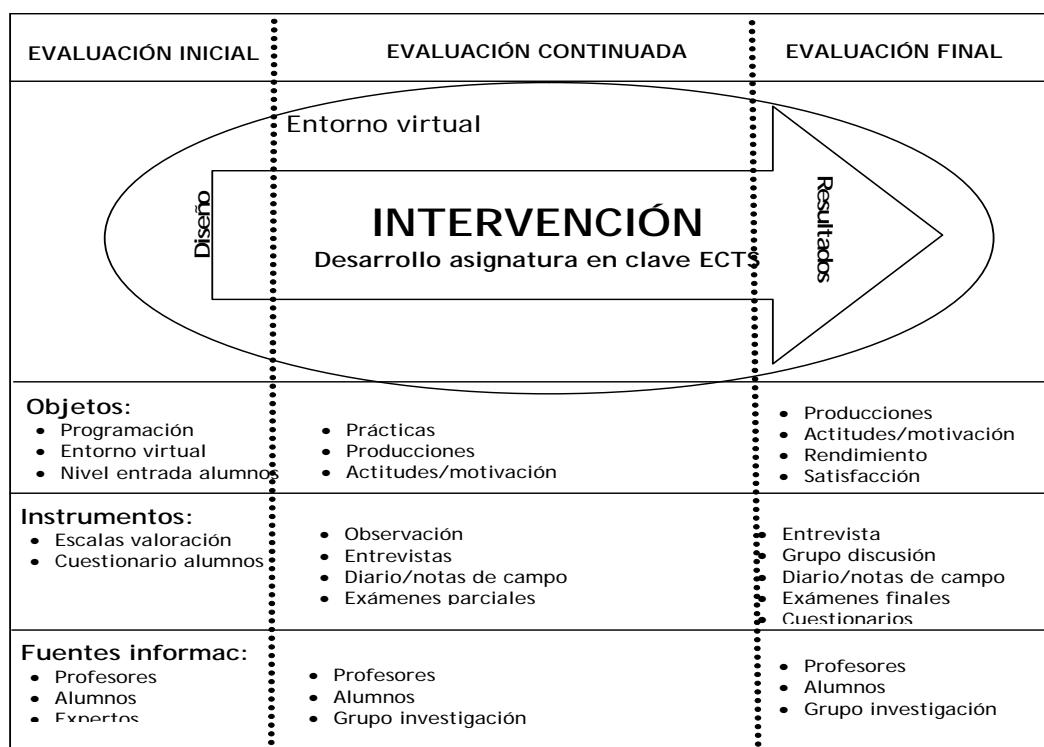 EVALUACIÓN INICIAL
EVALUACIÓN CONTINUADA
EVALUACIÓN FINAL
Entorno virtual
Diseño
INTERVENCIÓN
Desarrollo asignatura en clave ECTS
Resultados
Objetos:
• Programación
• Entorno virtual
• Nivel entrada alumnos
• Prácticas
• Producciones
• Actitudes/motivación
• Producciones
• Actitudes/motivación
• Rendimiento
• Satisfacción
Instrumentos:
• Escalas valoración
• Cuestionario alumnos
• Observación
• Entrevistas
• Diario/notas de campo
• Exámenes parciales
• Entrevista
• Grupo discusión
• Diario/notas de campo
• Exámenes finales
• Cuestionarios
Fuentes informac:
• Profesores
• Alumnos
• Expertos
• Profesores
• Alumnos
• Grupo investigación
• Profesores
• Alumnos
• Grupo investigación